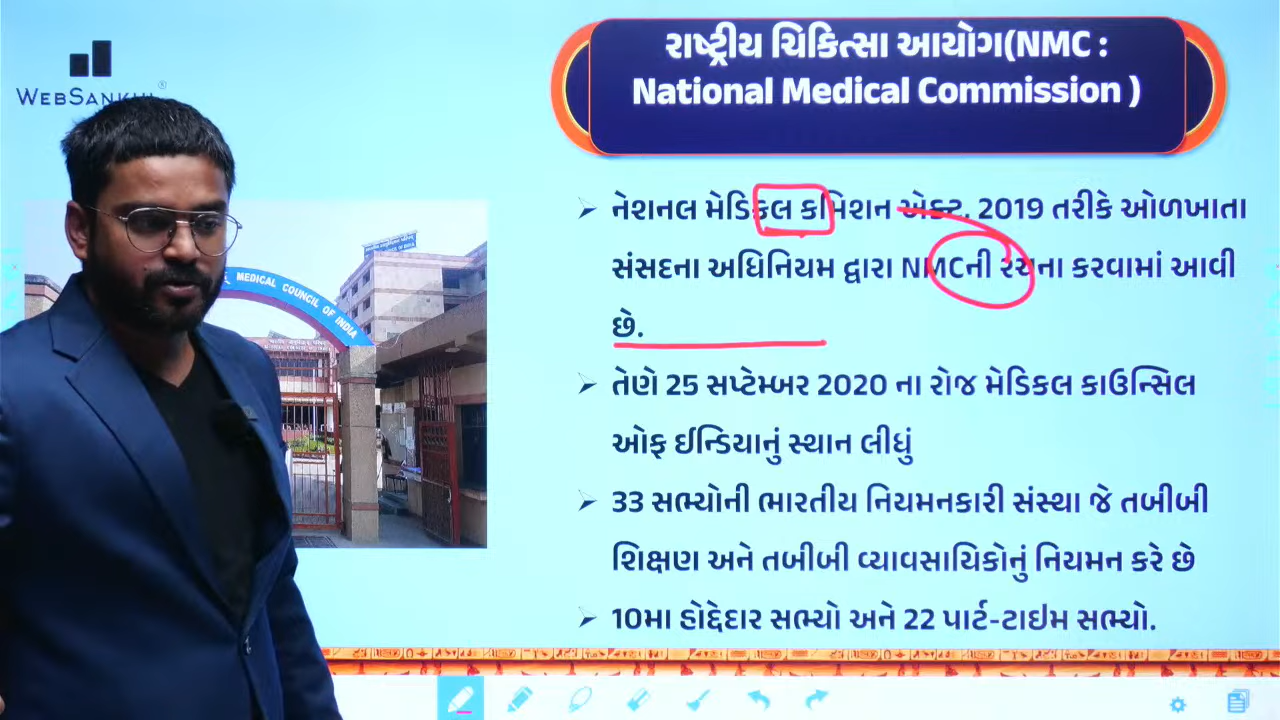 WEBSANKUL
રાષ્ટ્રીય ચિકિત્સા આયોગ(NMC :
National Medical Commission )
નેશનલ મેડિકલ કમિશન એક્ટ, 2019 તરીકે ઓળખાતા
સંસદના અધિનિયમ દ્વારા NMCની રચના કરવામાં આવી
છે.
તેણે 25 સપ્ટેમ્બર 2020 ના રોજ મેડિકલ કાઉન્સિલ
ઓફ ઈન્ડિયાનું સ્થાન લીધું
33 સભ્યોની ભારતીય નિયમનકારી સંસ્થા જે તબીબી
શિક્ષણ અને તબીબી વ્યાવસાયિકોનું નિયમન કરે છે
10મા હોદ્દેદાર સભ્યો અને 22 પાર્ટ-ટાઇમ સભ્યો.
MEDICAL COUNCIL OF INDIA